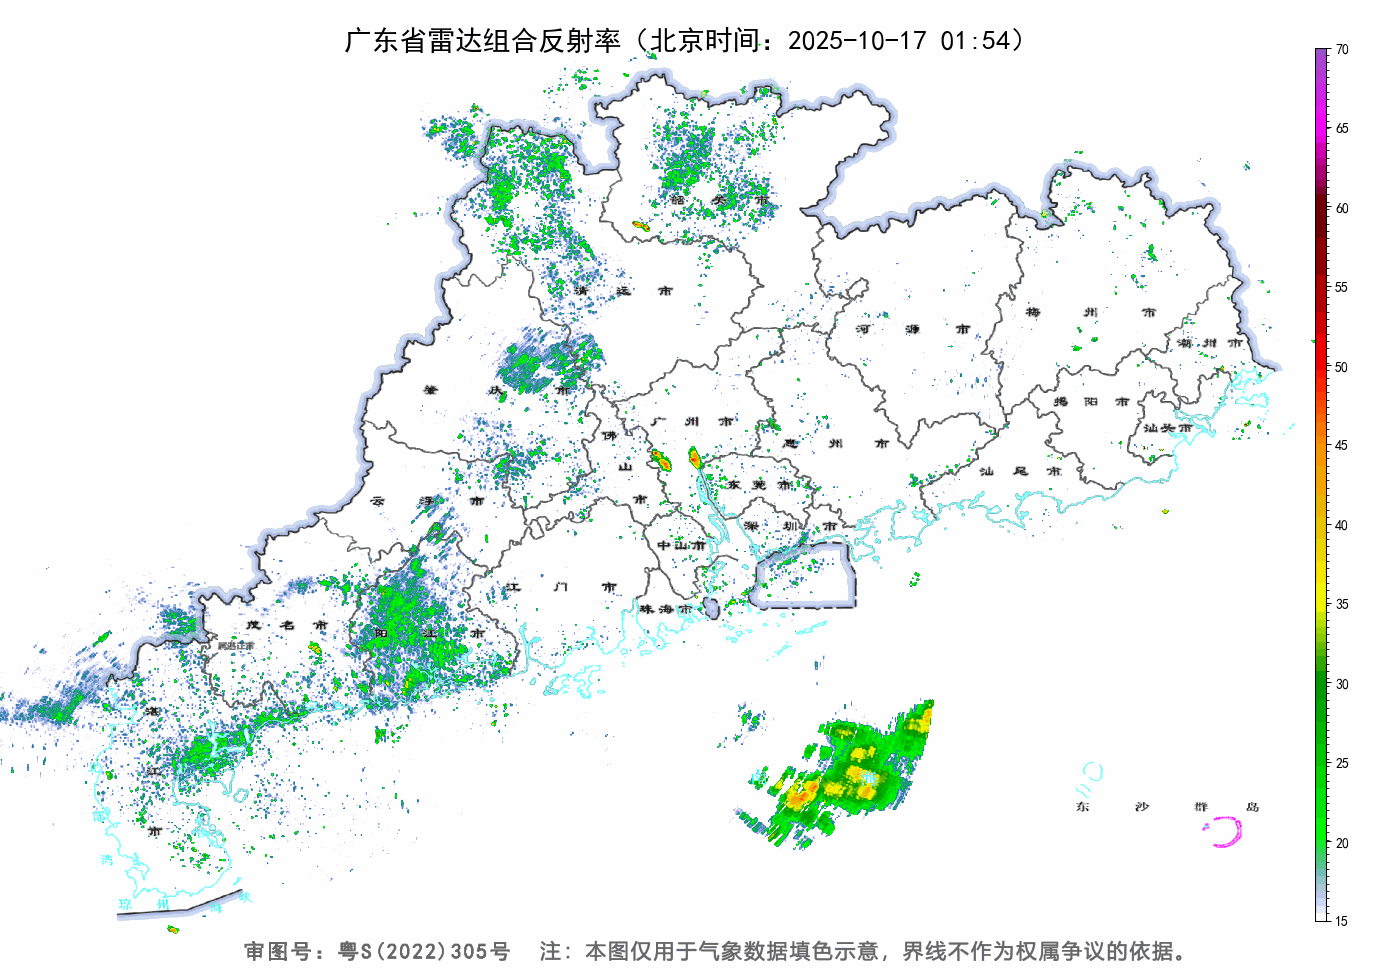 广东省雷达组合反射率（北京时间：2025-10-17 01:54）
70
65
60
55
50
45
40
35
30
25
20
15
韶关市
清远市
河源市
梅州市
潮州市
肇庆市
广州市
惠州市
揭阳市
汕头市
佛山市
东莞市
汕尾市
云浮市
深圳市
中山市
江门市
珠海市
茂名市
阳江市
湛江市
东沙群岛
湾
琼州海峡
审图号：粤S(2022)305号 注：本图仅用于气象数据填色示意，界线不作为权属争议的依据。